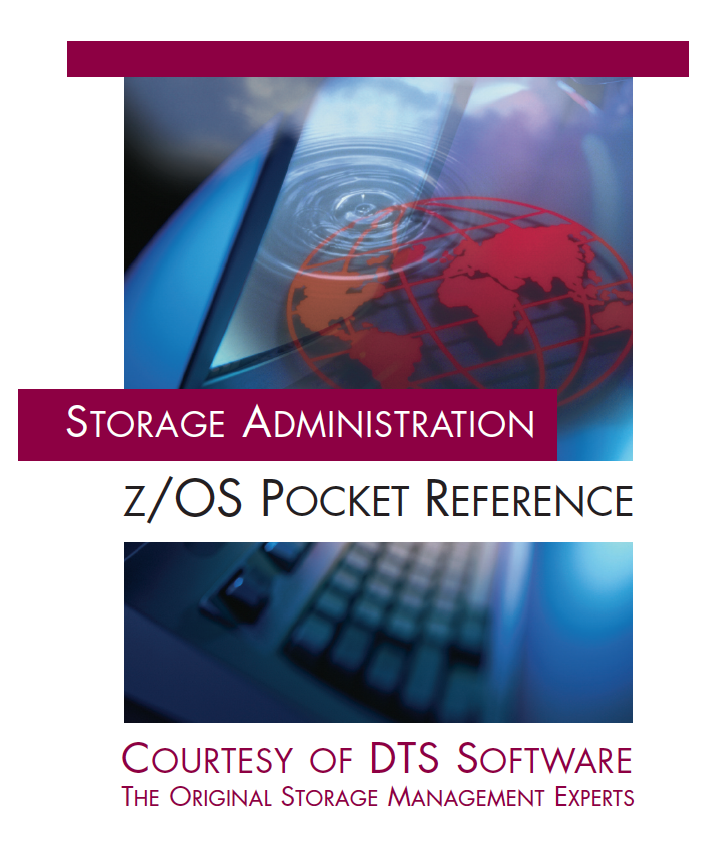 STORAGE ADMINISTRATION
Z/OS POCKET REFERENCE
COURTESY OF DTS SOFTWARE
THE ORIGINAL STORAGE MANAGEMENT EXPERTS